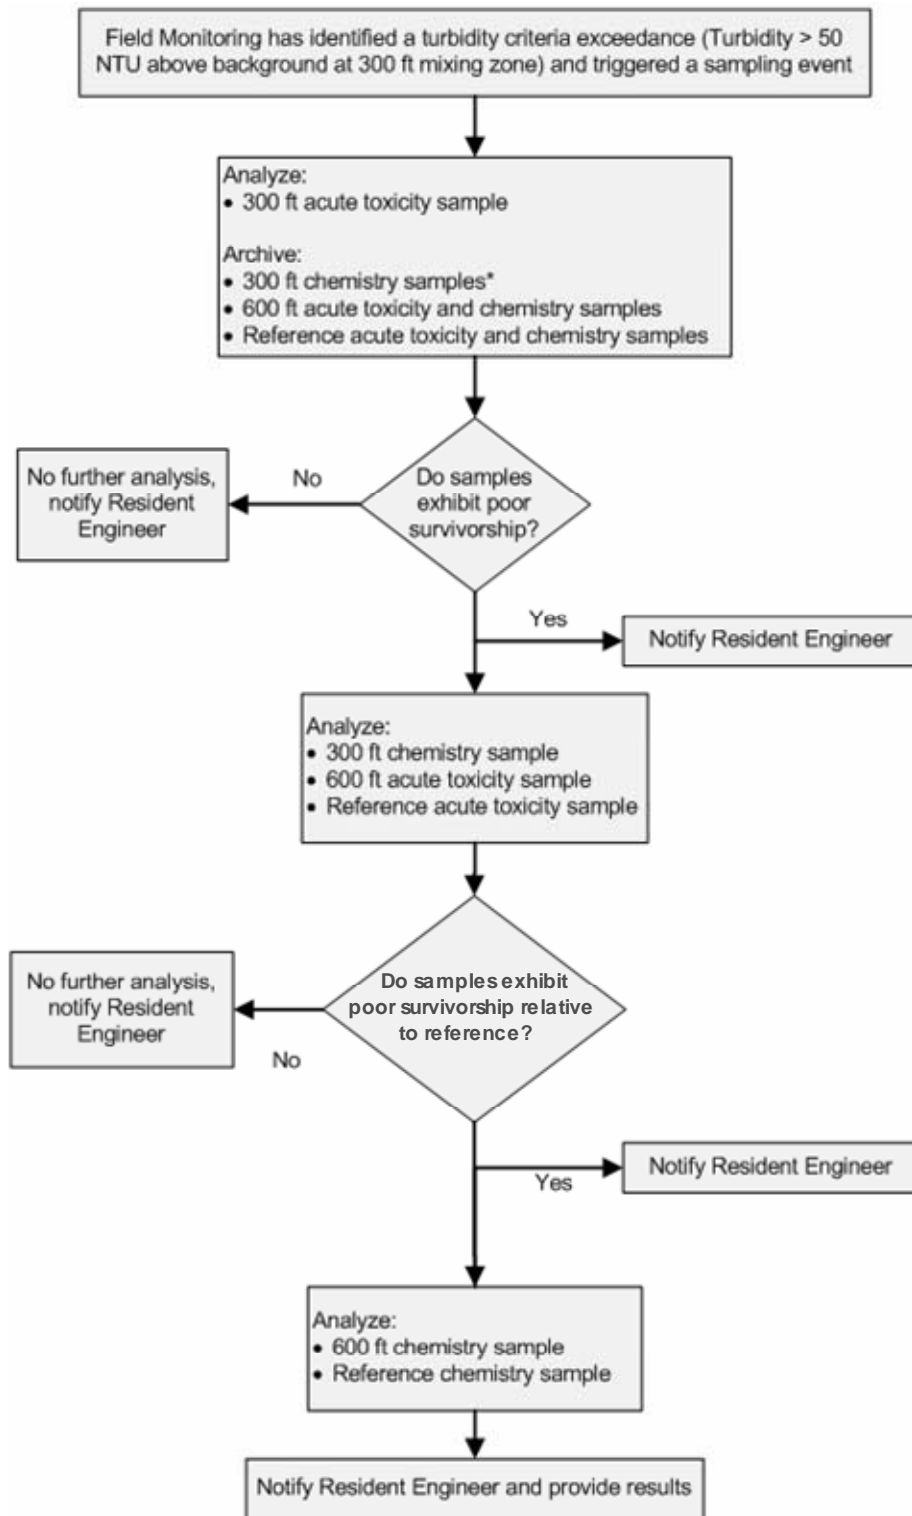 Field Monitoring has identified a turbidity criteria exceedance (Turbidity > 50
NTU above background at 300 ft mixing zone) and triggered a sampling event
Analyze:
• 300 ft acute toxicity sample
Archive:
• 300 ft chemistry samples*
• 600 ft acute toxicity and chemistry samples
• Reference acute toxicity and chemistry samples
Do samples
exhibit poor
survivorship?
No
No further analysis,
notify Resident
Engineer
Yes
Notify Resident Engineer
Analyze:
• 300 ft chemistry sample
• 600 ft acute toxicity sample
• Reference acute toxicity sample
Do samples exhibit
poor survivorship relative
to reference?
No further analysis,
notify Resident
Engineer
No
Notify Resident Engineer
Yes
Analyze:
• 600 ft chemistry sample
• Reference chemistry sample
Notify Resident Engineer and provide results